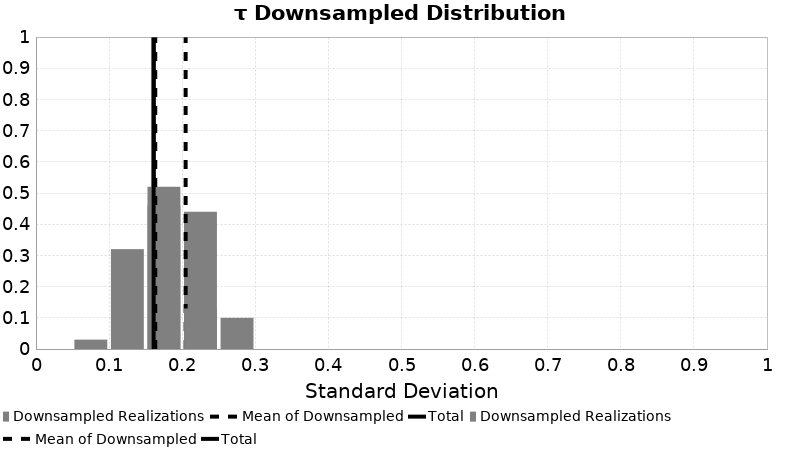 τ Downsampled Distribution
1
0.9
0.8
0.7
0.6
0.5
0.4
0.3
0.2
0.1
0
0 0.1 0.2 0.3 0.4 0.5 0.6 0.7 0.8 0.9 1
Standard Deviation
Downsampled Realizations Mean of Downsampled Total Downsampled Realizations
Mean of Downsampled Total